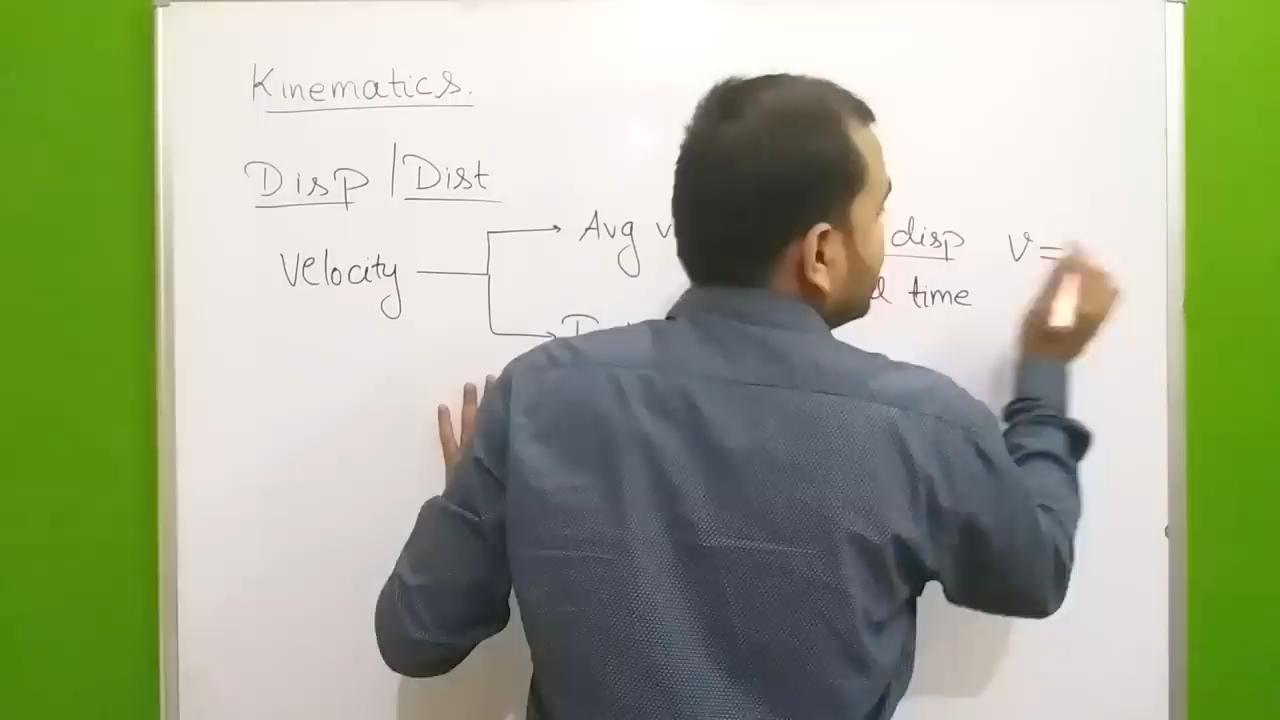 Kinematics.
Disp / Dist
Avg v
disp
V =
Velocity
time